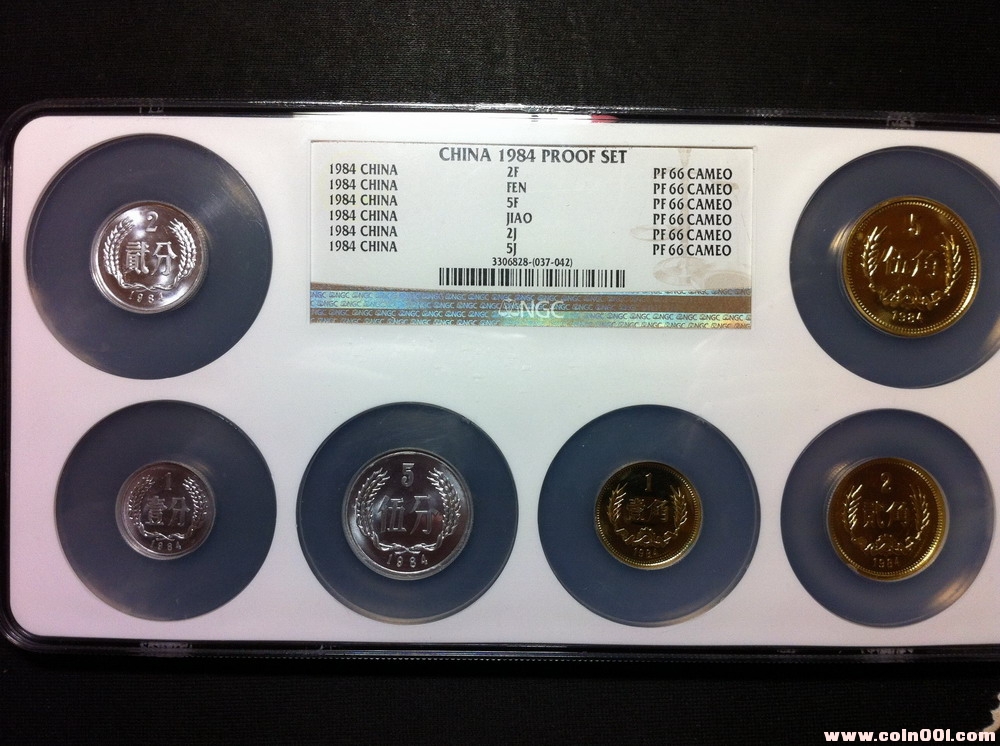 CHINA 1984 PROOF SET
1984 CHINA 2F PF 66 CAMEO
1984 CHINA FEN PF 66 CAMEO
1984 CHINA 5F PF 66 CAMEO
1984 CHINA JIAO PF 66 CAMEO
1984 CHINA 2J PF 66 CAMEO
1984 CHINA 5J PF 66 CAMEO
3306828-(037-042)
NGC
2
贰分
1984
5
伍角
1984
1
壹分
1984
5
伍分
1984
1
壹角
1984
2
贰角
1984
www.coin001.com